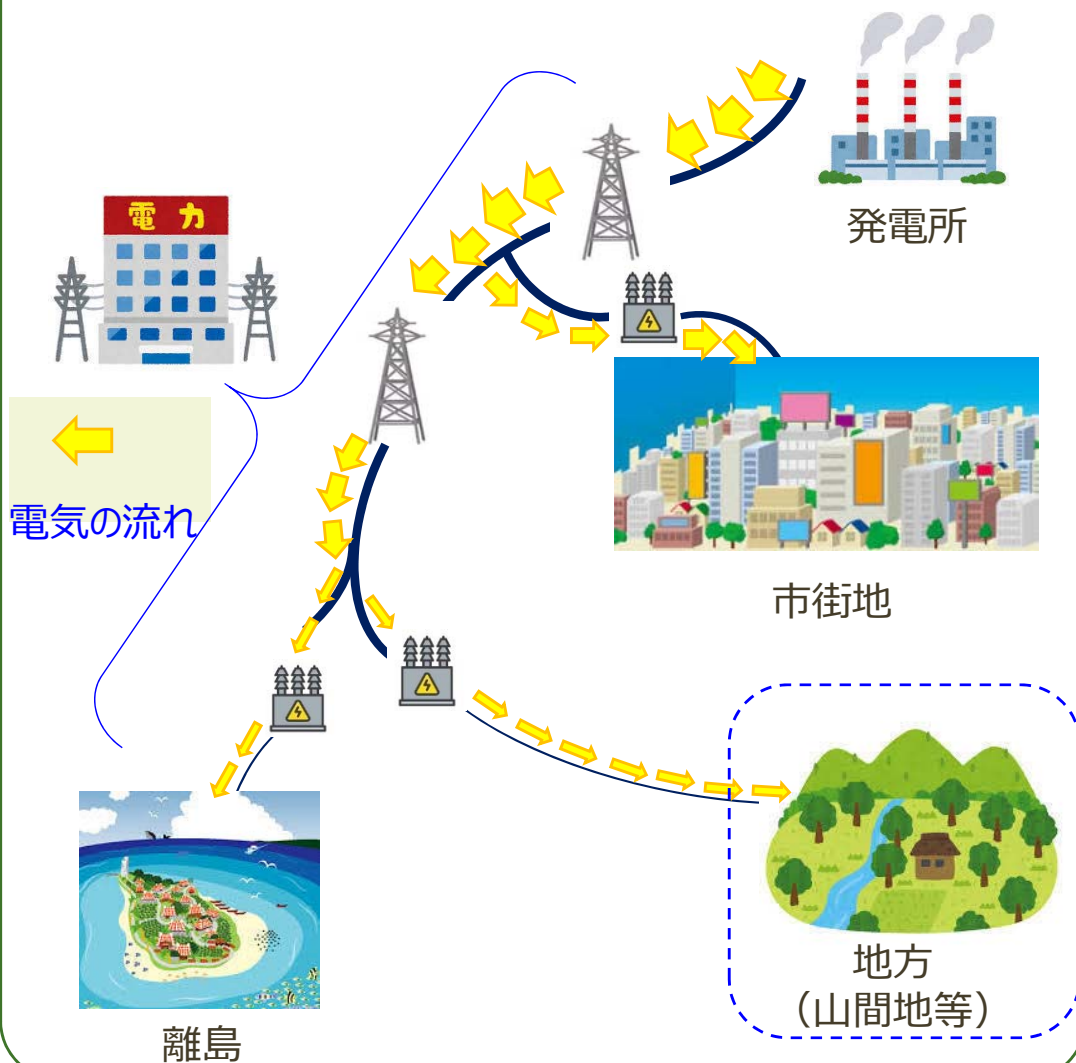 発電所
電力
電気の流れ
市街地
地方
（山間地等）
離島